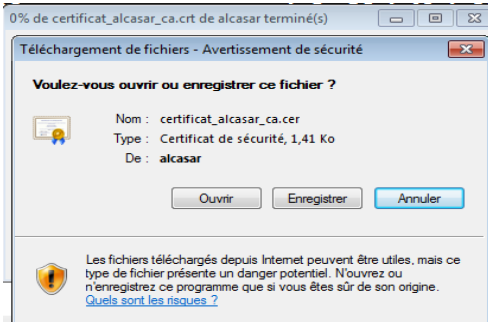 0% de certificat_alcasar_ca.crt de alcasar terminé(s)
Téléchargement de fichiers - Avertissement de sécurité
Voulez-vous ouvrir ou enregistrer ce fichier ?
Nom : certificat_alcasar_ca.cer
Type : Certificat de sécurité, 1,41 Ko
De : alcasar
Ouvrir Enregistrer Annuler
Les fichiers téléchargés depuis Internet peuvent être utiles, mais ce
type de fichier présente un danger potentiel. N'ouvrez ou
n'enregistrez ce programme que si vous êtes sûr de son origine.
Quels sont les risques ?